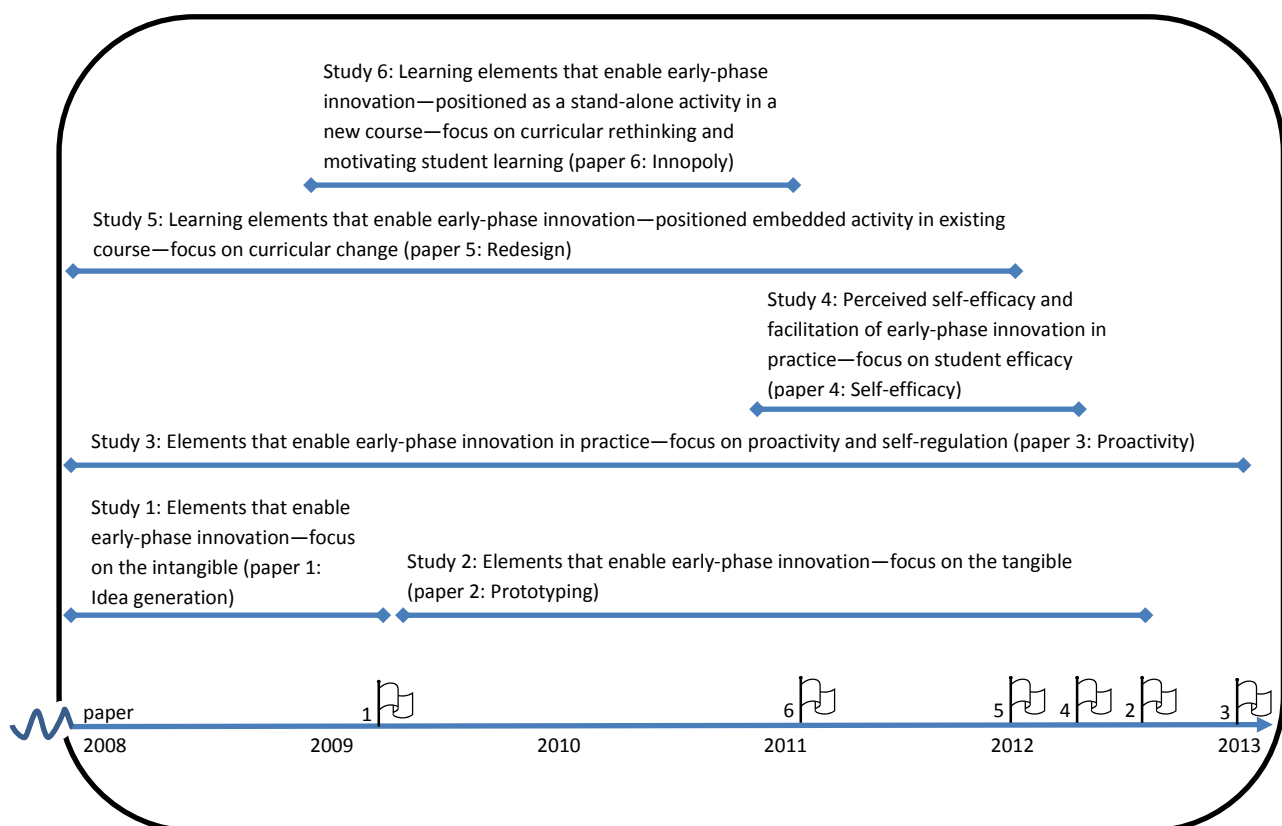 Study 6: Learning elements that enable early-phase
innovation—positioned as a stand-alone activity in a
new course—focus on curricular rethinking and
motivating student learning (paper 6: Innopoly)
Study 5: Learning elements that enable early-phase innovation—positioned embedded activity in existing
course—focus on curricular change (paper 5: Redesign)
Study 4: Perceived self-efficacy and
facilitation of early-phase innovation in
practice—focus on student efficacy
(paper 4: Self-efficacy)
Study 3: Elements that enable early-phase innovation in practice—focus on proactivity and self-regulation (paper 3: Proactivity)
Study 1: Elements that enable
early-phase innovation—focus
on the intangible (paper 1:
Idea generation)
Study 2: Elements that enable early-phase innovation—focus on the tangible
(paper 2: Prototyping)
paper 1 6 5 4 2 3
2008 2009 2010 2011 2012 2013